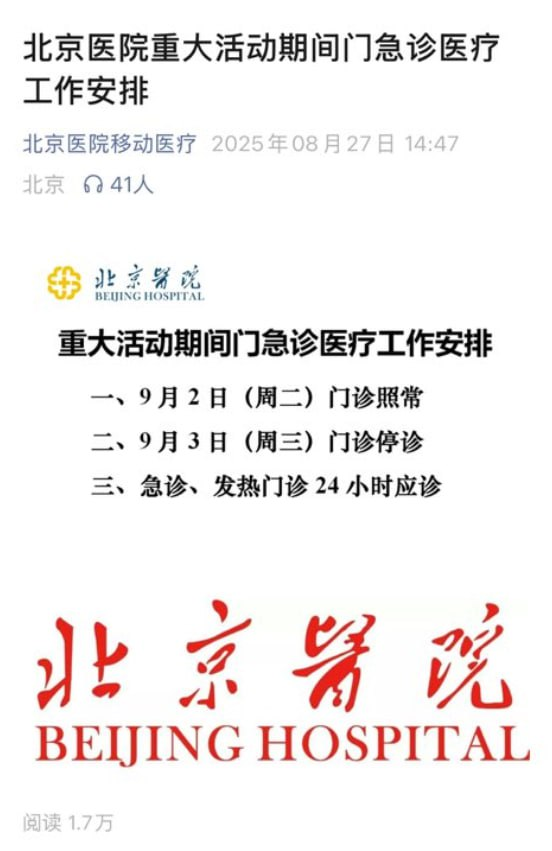 北京医院重大活动期间门急诊医疗
工作安排
北京医院移动医疗 2025年08月27日 14:47
北京 41人
北京醫院
BEIJING HOSPITAL
重大活动期间门急诊医疗工作安排
一、9月2日（周二）门诊照常
二、9月3日（周三）门诊停诊
三、急诊、发热门诊24小时应诊
北京醫院
BEIJING HOSPITAL
阅读 1.7万